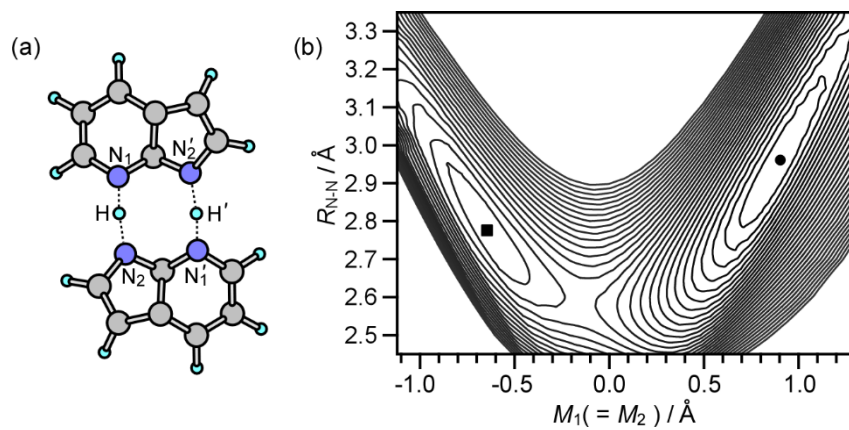 (a)
N₁ N₂′
H H′
N₂ N₁′
(b)
R_N-N / Å
3.3
3.2
3.1
3.0
2.9
2.8
2.7
2.6
2.5
-1.0 -0.5 0.0 0.5 1.0
M₁( = M₂ ) / Å